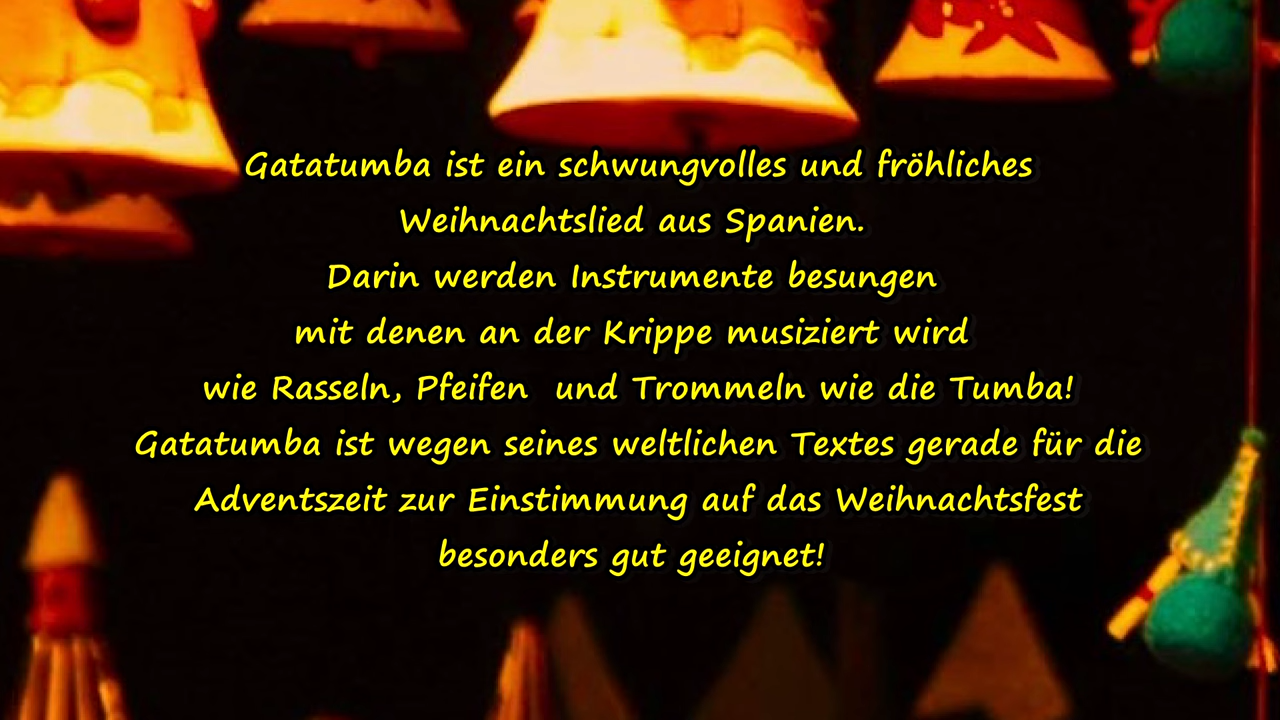 Gatatumba ist ein schwungvolles und fröhliches
Weihnachtslied aus Spanien.
Darin werden Instrumente besungen
mit denen an der Krippe musiziert wird
wie Rasseln, Pfeifen  und Trommeln wie die Tumba!
Gatatumba ist wegen seines weltlichen Textes gerade für die
Adventszeit zur Einstimmung auf das Weihnachtsfest
besonders gut geeignet!